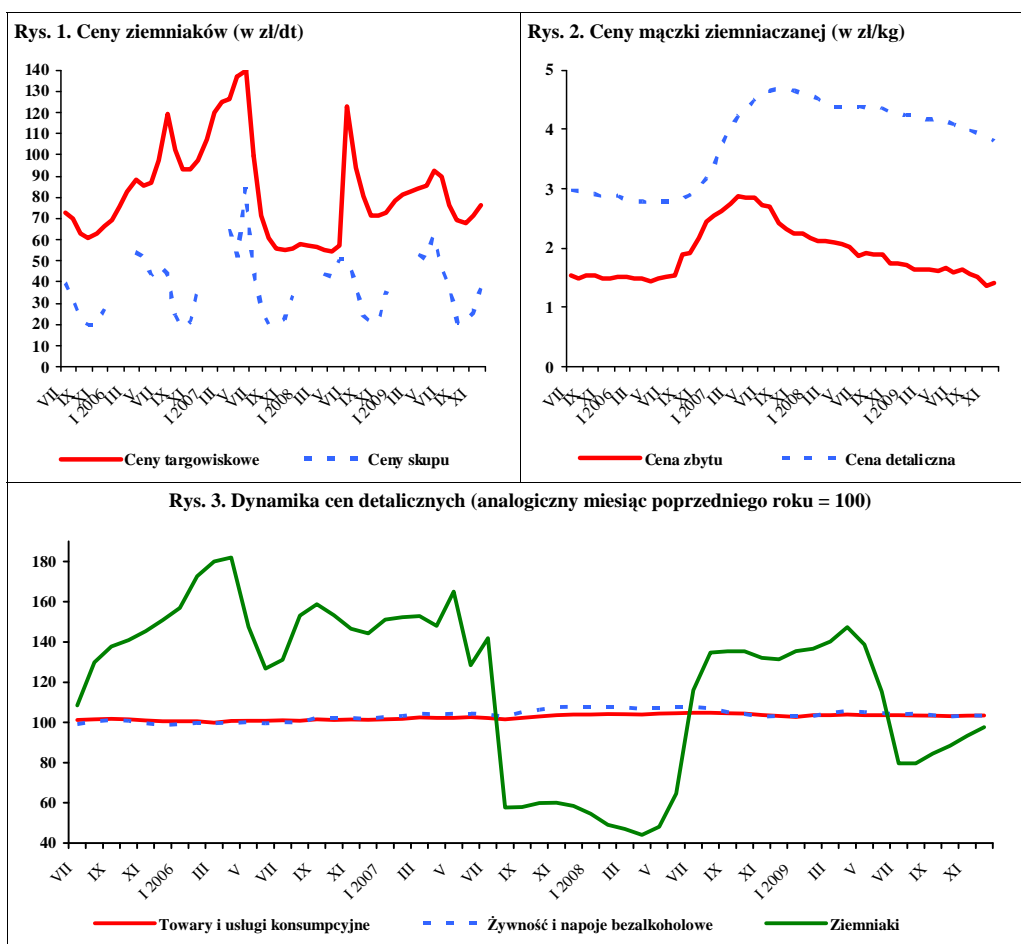 Rys. 1. Ceny ziemniaków (w zł/dt)
140
130
120
110
100
90
80
70
60
50
40
30
20
10
0
VII
IX
XI
I 2006
III
V
VII
IX
XI
I 2007
III
V
VII
IX
XI
I 2008
III
V
VII
IX
XI
I 2009
III
V
VII
IX
XI
Ceny targowiskowe
Ceny skupu
Rys. 2. Ceny mączki ziemniaczanej (w zł/kg)
5
4
3
2
1
0
VII
IX
XI
I 2006
III
V
VII
IX
XI
I 2007
III
V
VII
IX
XI
I 2008
III
V
VII
IX
XI
I 2009
III
V
VII
IX
XI
Cena zbytu
Cena detaliczna
Rys. 3. Dynamika cen detalicznych (analogiczny miesiąc poprzedniego roku = 100)
180
160
140
120
100
80
60
40
VII
IX
XI
I 2006
III
V
VII
IX
XI
I 2007
III
V
VII
IX
XI
I 2008
III
V
VII
IX
XI
I 2009
III
V
VII
IX
XI
Towary i usługi konsumpcyjne
Żywność i napoje bezalkoholowe
Ziemniaki